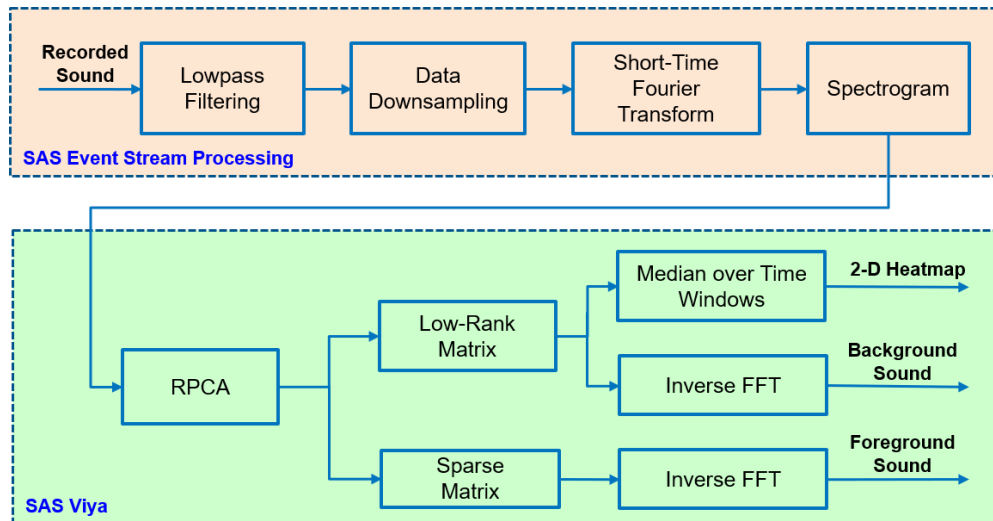 Recorded
Sound
Lowpass
Filtering
Data
Downsampling
Short-Time
Fourier
Transform
Spectrogram
SAS Event Stream Processing
RPCA
Low-Rank
Matrix
Median over Time
Windows
2-D Heatmap
Inverse FFT
Background
Sound
Sparse
Matrix
Inverse FFT
Foreground
Sound
SAS Viya